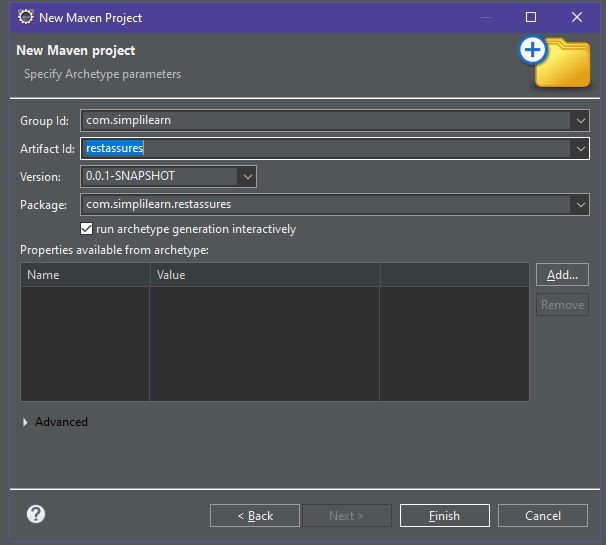 New Maven Project
New Maven project
Specify Archetype parameters
Group Id: com.simplilearn
Artifact Id: restassures
Version: 0.0.1-SNAPSHOT
Package: com.simplilearn.restassures
run archetype generation interactively
Properties available from archetype:
Name Value
Add...
Remove
Advanced
? < Back Next > Finish Cancel